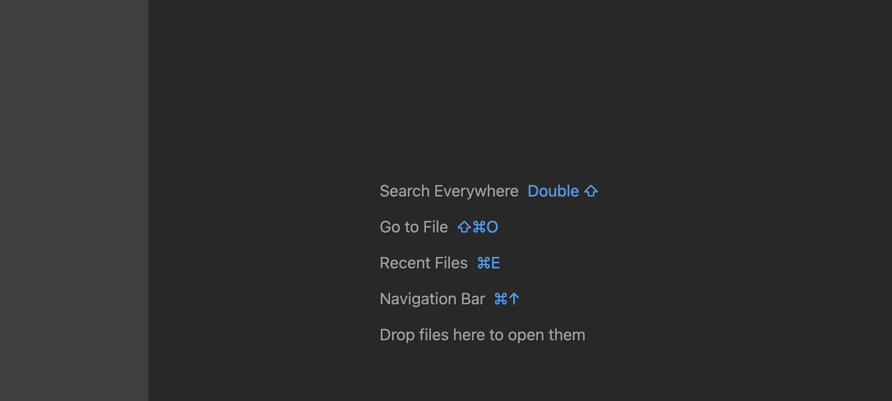 Search Everywhere Double ⇧
Go to File ⇧⌘O
Recent Files ⌘E
Navigation Bar ⌘↑
Drop files here to open them